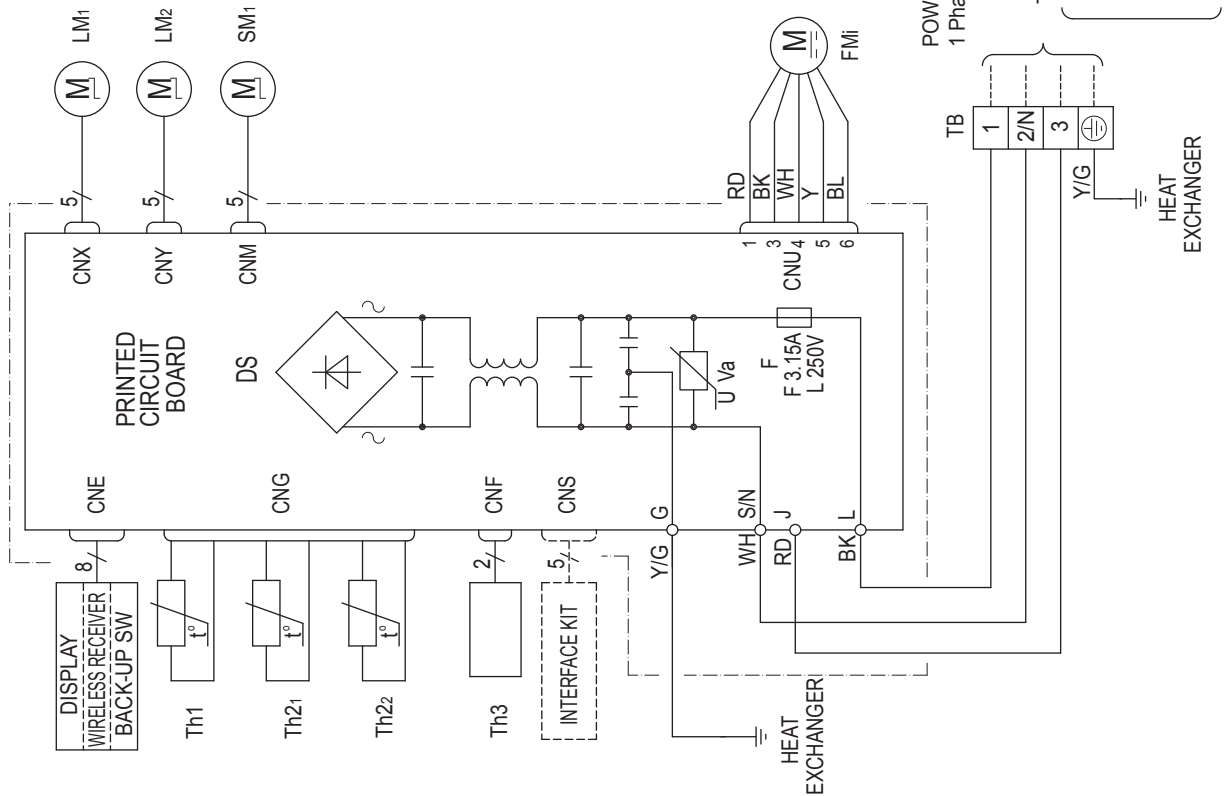 LM1
LM2
SM1
M
M
M
5
5
5
CNX
CNY
CNM
PRINTED
CIRCUIT
BOARD
DS
CNE
CNG
CNF
CNS
8
2
5
DISPLAY
WIRELESS RECEIVER
BACK-UP SW
Th1
t°
Th21
t°
Th22
t°
Th3
INTERFACE KIT
U Va
F
F 3.15A
L 250V
CNU
1
3
4
5
6
RD
BK
WH
Y
BL
M
FMi
Y/G G
WH S/N
RD J
BK L
HEAT
EXCHANGER
TB
1
2/N
3
Y/G
HEAT
EXCHANGER
1